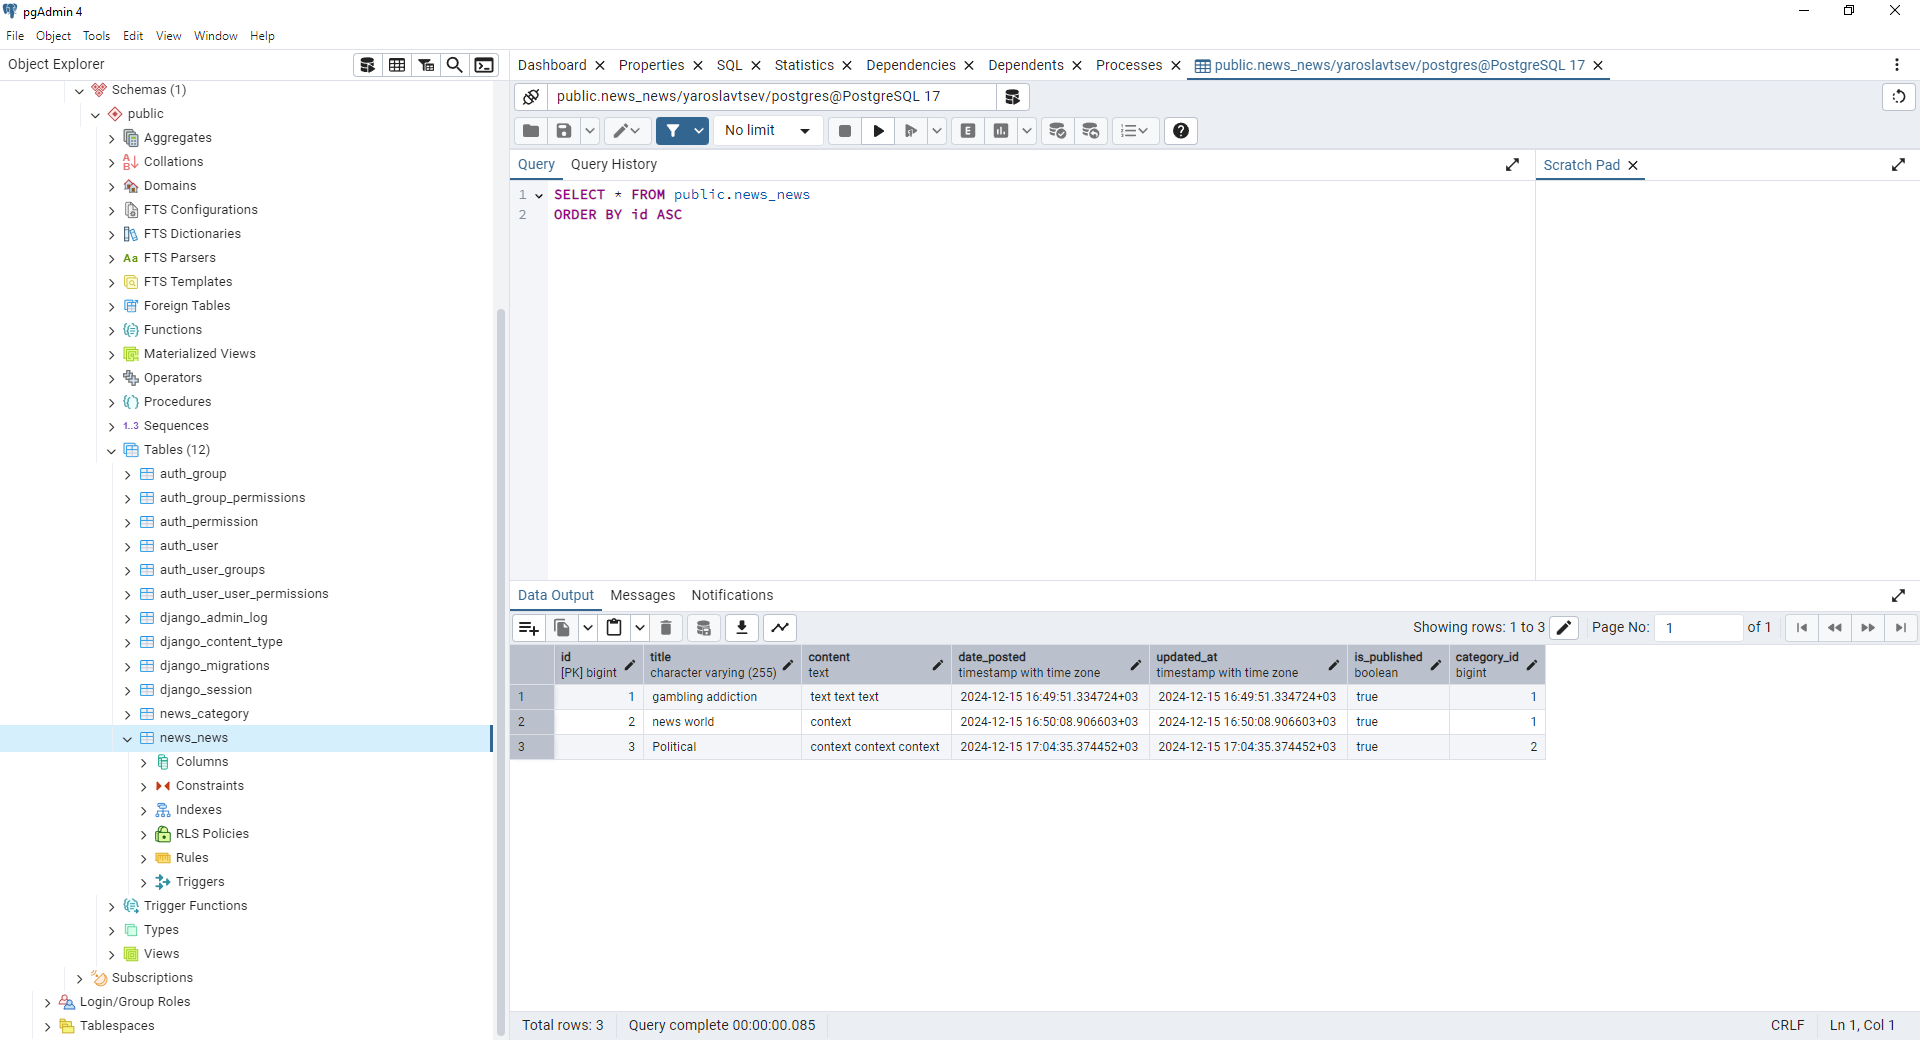 pgAdmin 4
File Object Tools Edit View Window Help
Object Explorer
Schemas (1)
public
Aggregates
Collations
Domains
FTS Configurations
FTS Dictionaries
Aa FTS Parsers
FTS Templates
Foreign Tables
Functions
Materialized Views
Operators
Procedures
1..3 Sequences
Tables (12)
auth_group
auth_group_permissions
auth_permission
auth_user
auth_user_groups
auth_user_user_permissions
django_admin_log
django_content_type
django_migrations
django_session
news_category
news_news
Columns
Constraints
Indexes
RLS Policies
Rules
Triggers
Trigger Functions
Types
Views
Subscriptions
Login/Group Roles
Tablespaces
Dashboard Properties SQL Statistics Dependencies Dependents Processes public.news_news/yaroslavtsev/postgres@PostgreSQL 17
public.news_news/yaroslavtsev/postgres@PostgreSQL 17
No limit E
Query Query History
Scratch Pad
1 SELECT * FROM public.news_news
2 ORDER BY id ASC
Data Output Messages Notifications
Showing rows: 1 to 3 Page No: 1 of 1
id title content date_posted updated_at is_published category_id
[PK] bigint character varying (255) text timestamp with time zone timestamp with time zone boolean bigint
1 1 gambling addiction text text text 2024-12-15 16:49:51.334724+03 2024-12-15 16:49:51.334724+03 true 1
2 2 news world context 2024-12-15 16:50:08.906603+03 2024-12-15 16:50:08.906603+03 true 1
3 3 Political context context context 2024-12-15 17:04:35.374452+03 2024-12-15 17:04:35.374452+03 true 2
Total rows: 3 Query complete 00:00:00.085 CRLF Ln 1, Col 1